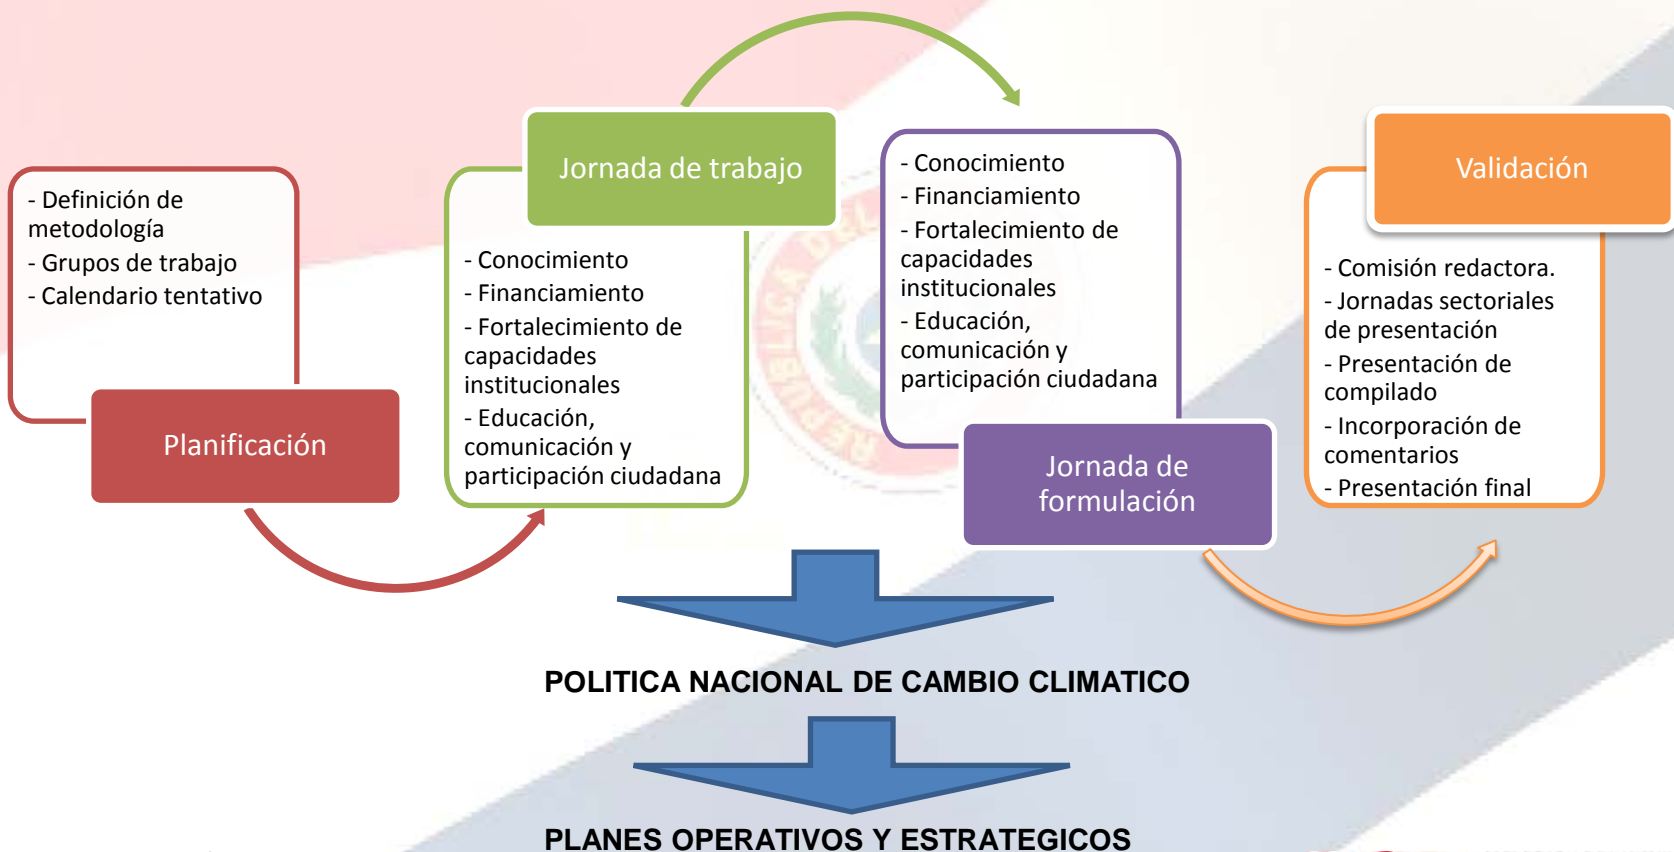 - Definición de
metodología
- Grupos de trabajo
- Calendario tentativo
Planificación
Jornada de trabajo
- Conocimiento
- Financiamiento
- Fortalecimiento de
capacidades
institucionales
- Educación,
comunicación y
participación ciudadana
- Conocimiento
- Financiamiento
- Fortalecimiento de
capacidades
institucionales
- Educación,
comunicación y
participación ciudadana
Jornada de
formulación
Validación
- Comisión redactora.
- Jornadas sectoriales
de presentación
- Presentación de
compilado
- Incorporación de
comentarios
- Presentación final
REPUBLICA DEL
POLITICA NACIONAL DE CAMBIO CLIMATICO
PLANES OPERATIVOS Y ESTRATEGICOS